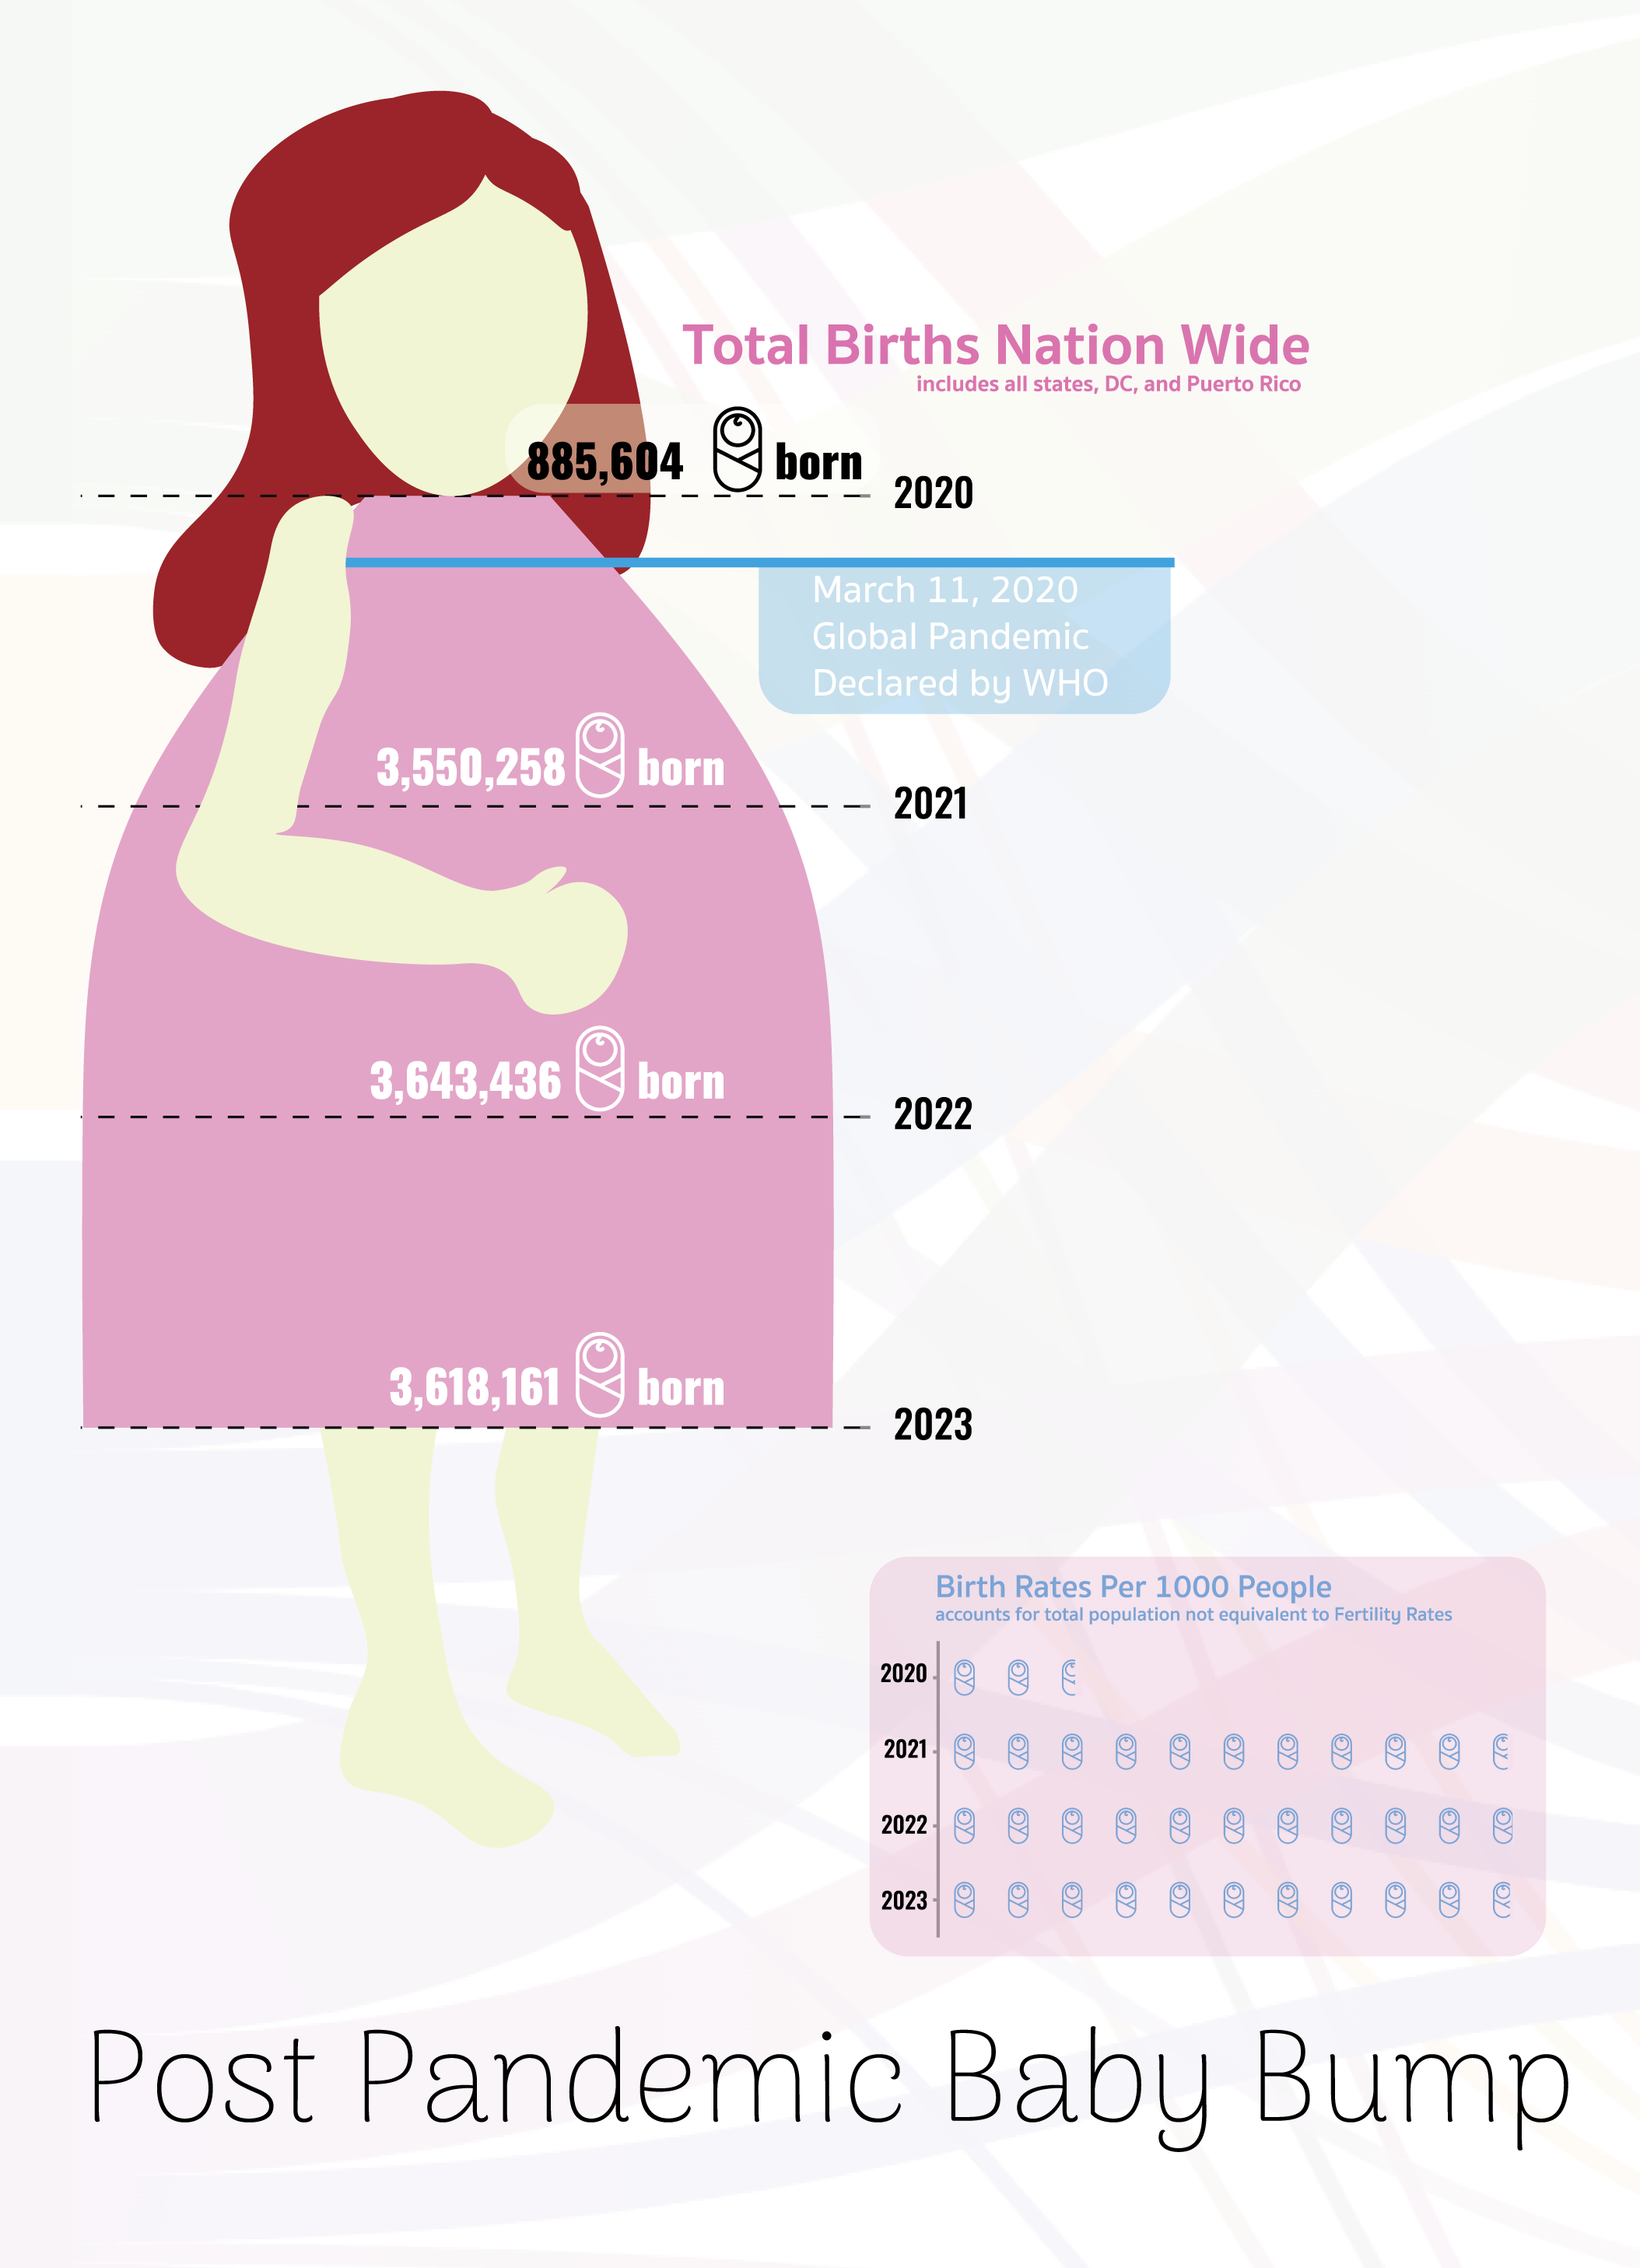 Total Births Nation Wide
includes all states, DC, and Puerto Rico
885,604 born
2020
March 11, 2020
Global Pandemic
Declared by WHO
3,550,258 born
2021
3,643,436 born
2022
3,618,161 born
2023
Birth Rates Per 1000 People
accounts for total population not equivalent to Fertility Rates
2020
2021
2022
2023
Post Pandemic Baby Bump